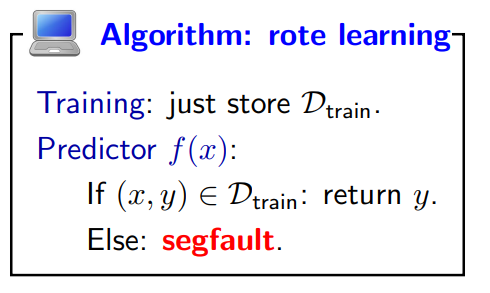 Algorithm: rote learning
Training: just store 𝒟train.
Predictor f(x):
If (x, y) ∈ 𝒟train: return y.
Else: segfault.